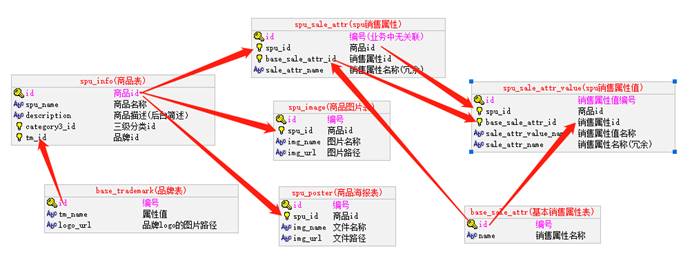 spu_sale_attr(spu销售属性)
id 编号(业务中无关联)
spu_id 商品id
base_sale_attr_id 销售属性id
sale_attr_name 销售属性名称(冗余)
spu_info(商品表)
id 商品id
spu_name 商品名称
description 商品描述(后台简述)
category3_id 三级分类id
tm_id 品牌id
spu_image(商品图片表)
id 编号
spu_id 商品id
img_name 图片名称
img_url 图片路径
spu_sale_attr_value(spu销售属性值)
id 销售属性值编号
spu_id 商品id
base_sale_attr_id 销售属性id
sale_attr_value_name 销售属性值名称
sale_attr_name 销售属性名称(冗余)
base_trademark(品牌表)
id 编号
tm_name 属性值
logo_url 品牌logo的图片路径
spu_poster(商品海报表)
id 编号
spu_id 商品id
img_name 文件名称
img_url 文件路径
base_sale_attr(基本销售属性表)
id 编号
name 销售属性名称